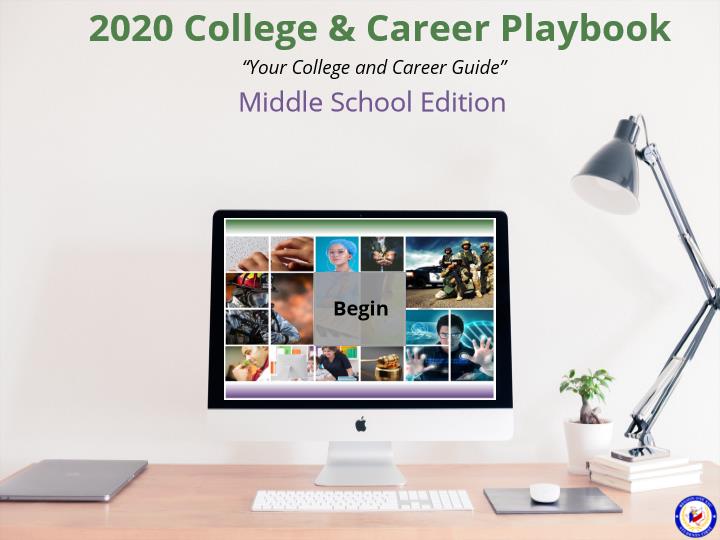 2020 College & Career Playbook
“Your College and Career Guide”
Middle School Edition
Begin